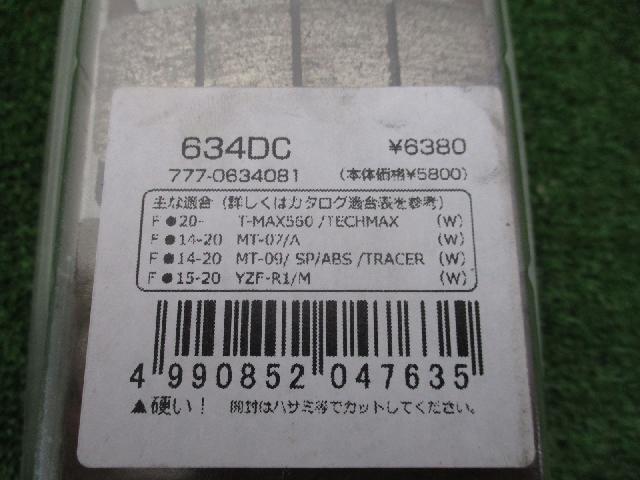 634DC ¥6380
777-0634081 (本体価格¥5800)
主な適合 (詳しくはカタログ適合表を参考)
F ●20- T-MAX560 /TECHMAX (W)
F ●14-20 MT-07/A (W)
F ●14-20 MT-09/ SP/ABS /TRACER (W)
F ●15-20 YZF-R1/M (W)
4 990852 047635
▲硬い! 開封はハサミ等でカットしてください。